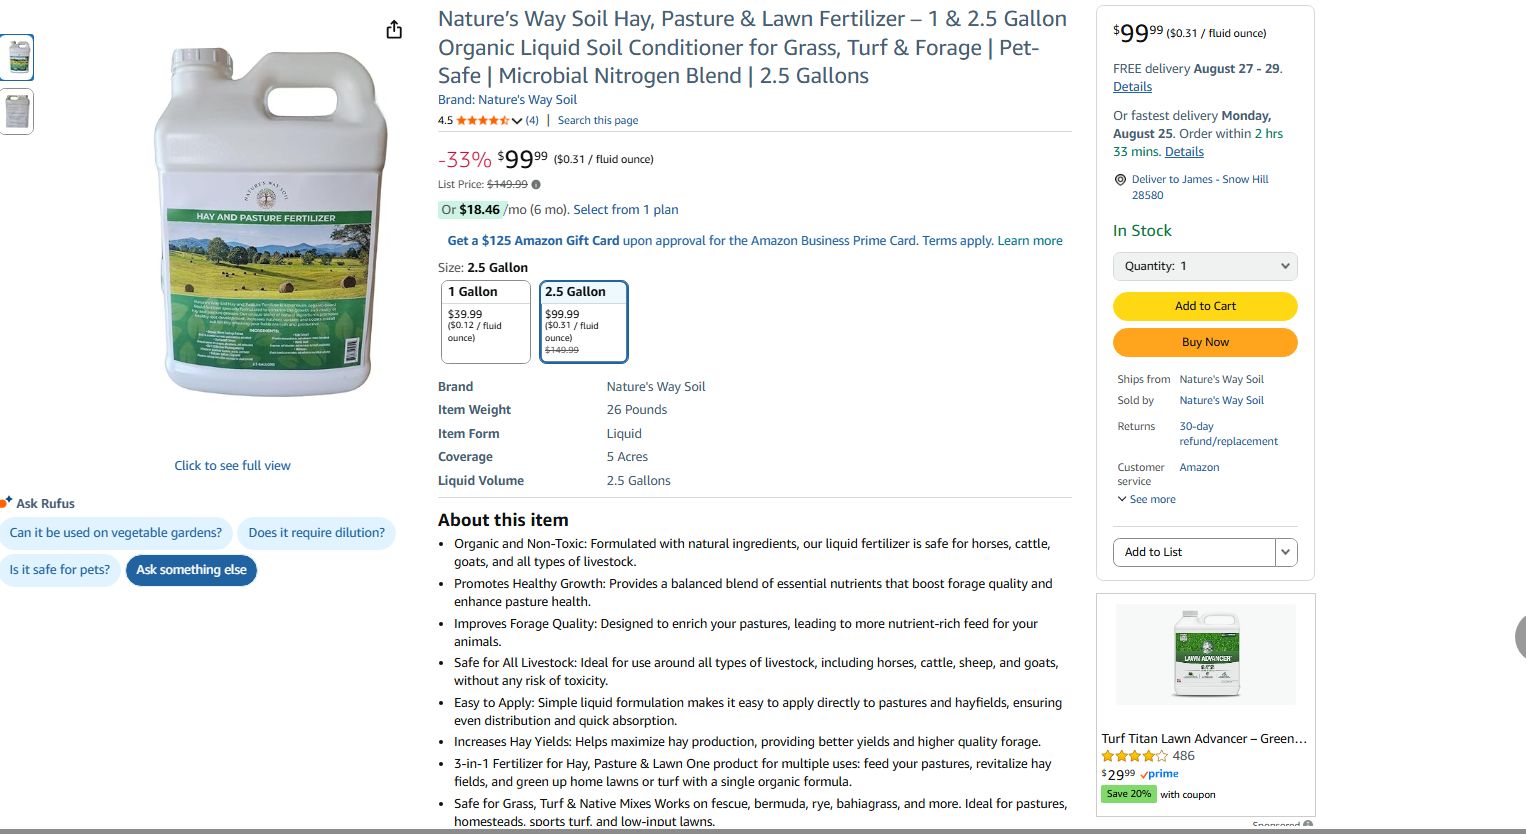 Nature's Way Soil Hay, Pasture & Lawn Fertilizer – 1 & 2.5 Gallon
Organic Liquid Soil Conditioner for Grass, Turf & Forage | Pet-
Safe | Microbial Nitrogen Blend | 2.5 Gallons
Brand: Nature's Way Soil
4.5 (4) | Search this page
-33% $99.99 ($0.31 / fluid ounce)
List Price: $149.99
Or $18.46 /mo (6 mo). Select from 1 plan
Get a $125 Amazon Gift Card upon approval for the Amazon Business Prime Card. Terms apply. Learn more
Size: 2.5 Gallon
1 Gallon
$39.99
($0.12 / fluid
ounce)
2.5 Gallon
$99.99
($0.31 / fluid
ounce)
$149.99
Brand Nature's Way Soil
Item Weight 26 Pounds
Item Form Liquid
Coverage 5 Acres
Liquid Volume 2.5 Gallons
About this item
• Organic and Non-Toxic: Formulated with natural ingredients, our liquid fertilizer is safe for horses, cattle,
goats, and all types of livestock.
• Promotes Healthy Growth: Provides a balanced blend of essential nutrients that boost forage quality and
enhance pasture health.
• Improves Forage Quality: Designed to enrich your pastures, leading to more nutrient-rich feed for your
animals.
• Safe for All Livestock: Ideal for use around all types of livestock, including horses, cattle, sheep, and goats,
without any risk of toxicity.
• Easy to Apply: Simple liquid formulation makes it easy to apply directly to pastures and hayfields, ensuring
even distribution and quick absorption.
• Increases Hay Yields: Helps maximize hay production, providing better yields and higher quality forage.
• 3-in-1 Fertilizer for Hay, Pasture & Lawn One product for multiple uses: feed your pastures, revitalize hay
fields, and green up home lawns or turf with a single organic formula.
• Safe for Grass, Turf & Native Mixes Works on fescue, bermuda, rye, bahiagrass, and more. Ideal for pastures,
homesteads, sports turf, and low-input lawns.
NATURE'S WAY SOIL
HAY AND PASTURE FERTILIZER
INGREDIENTS:
2.5 GALLONS
Click to see full view
Ask Rufus
Can it be used on vegetable gardens?
Does it require dilution?
Is it safe for pets?
Ask something else
$99.99 ($0.31 / fluid ounce)
FREE delivery August 27 - 29.
Details
Or fastest delivery Monday,
August 25. Order within 2 hrs
33 mins. Details
Deliver to James - Snow Hill
28580
In Stock
Quantity: 1
Add to Cart
Buy Now
Ships from Nature's Way Soil
Sold by Nature's Way Soil
Returns 30-day
refund/replacement
Customer Amazon
service
See more
Add to List
LAWN ADVANCER
Turf Titan Lawn Advancer – Green...
486
$29.99 prime
Save 20% with coupon
Sponsored